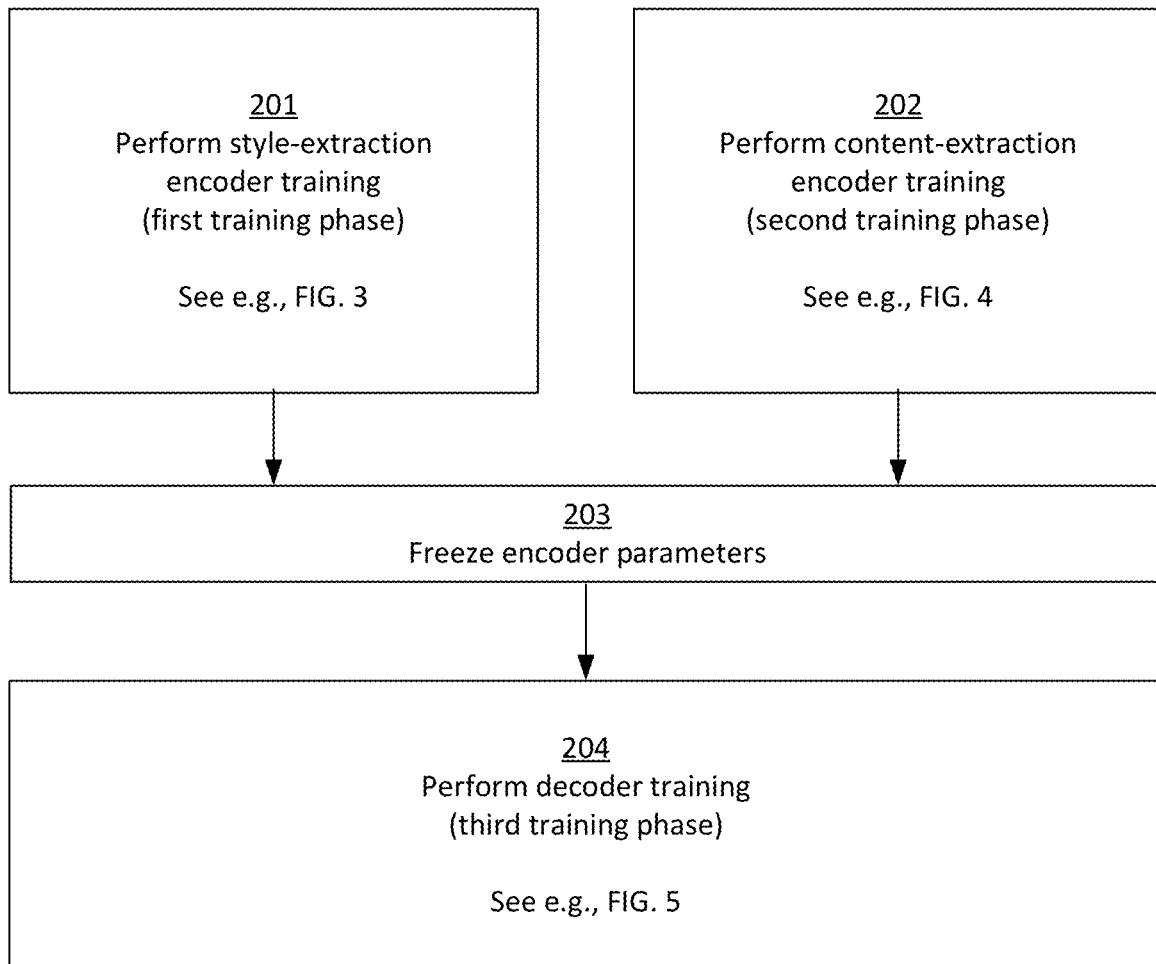 201
Perform style-extraction
encoder training
(first training phase)
See e.g., FIG. 3
202
Perform content-extraction
encoder training
(second training phase)
See e.g., FIG. 4
203
Freeze encoder parameters
204
Perform decoder training
(third training phase)
See e.g., FIG. 5